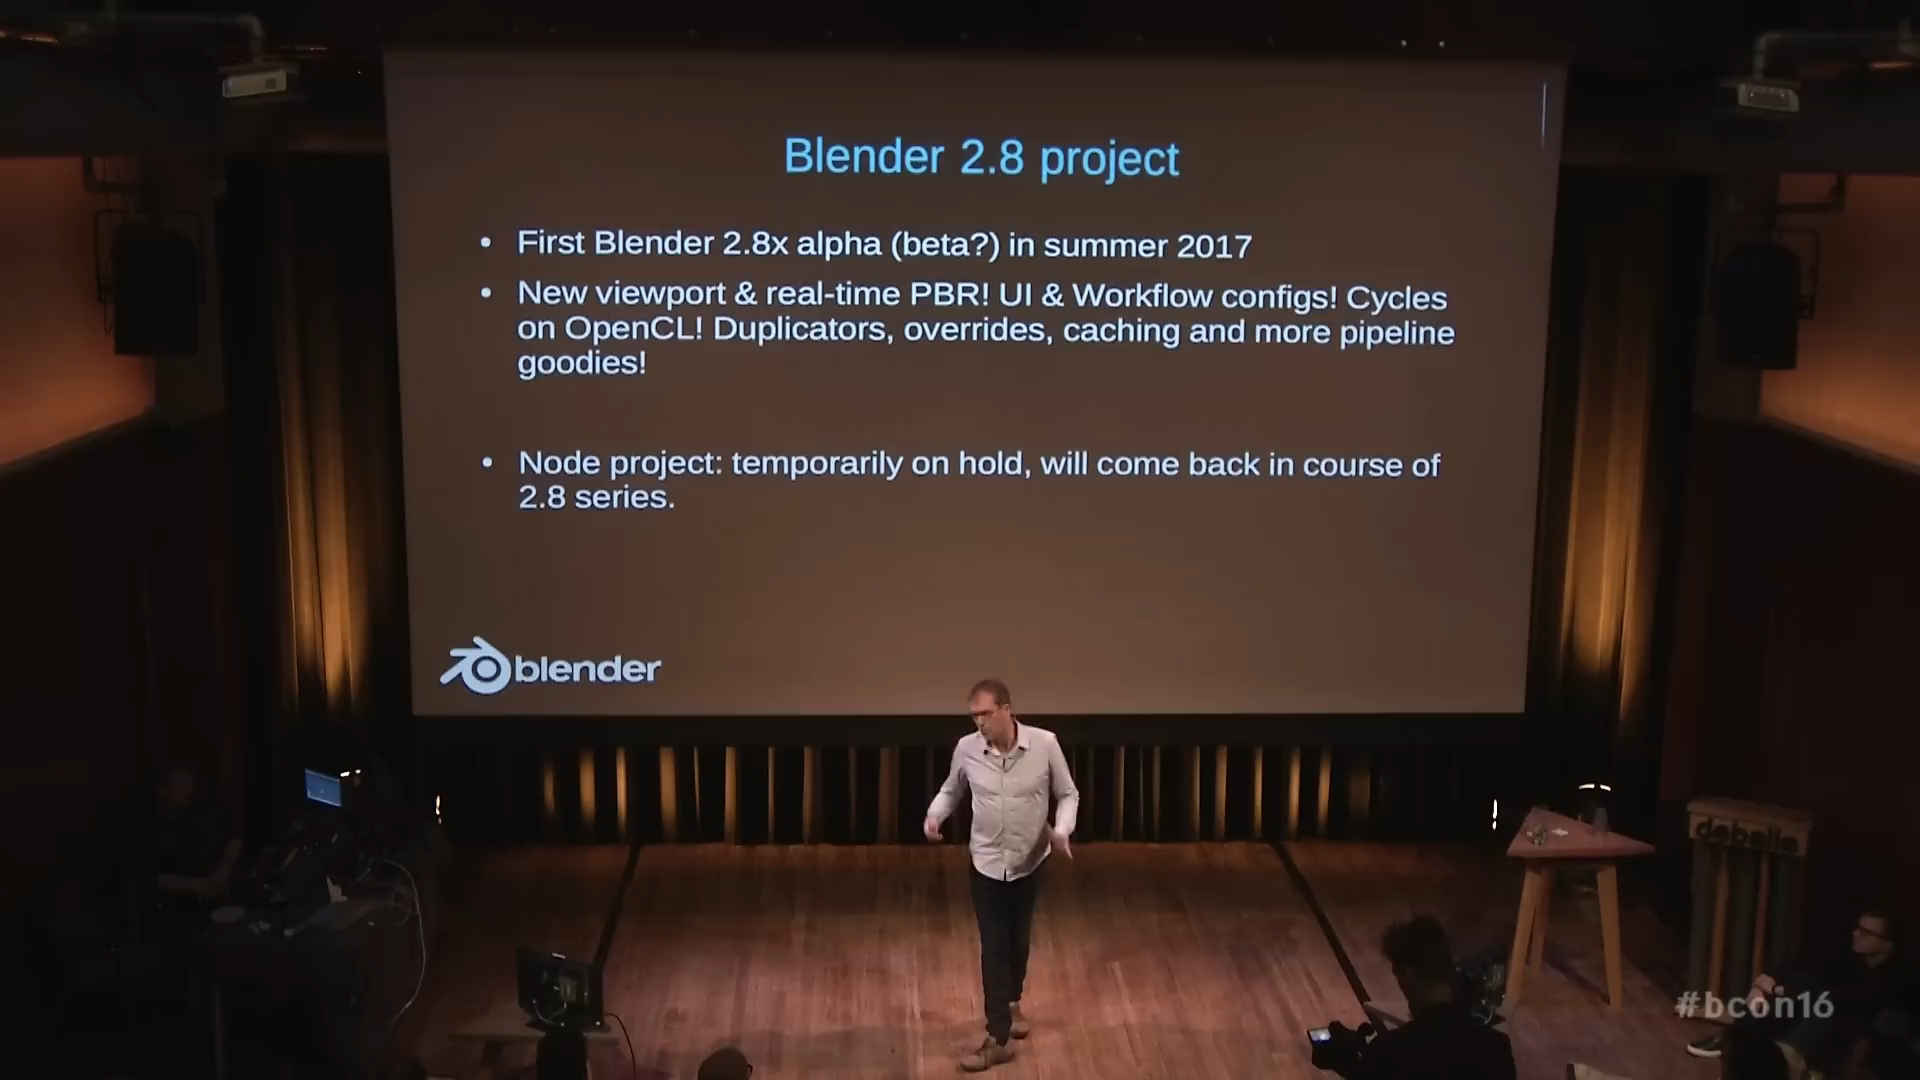 Blender 2.8 project
• First Blender 2.8x alpha (beta?) in summer 2017
• New viewport & real-time PBR! UI & Workflow configs! Cycles
on OpenCL! Duplicators, overrides, caching and more pipeline
goodies!
• Node project: temporarily on hold, will come back in course of
2.8 series.
blender
deballe
#bcon16